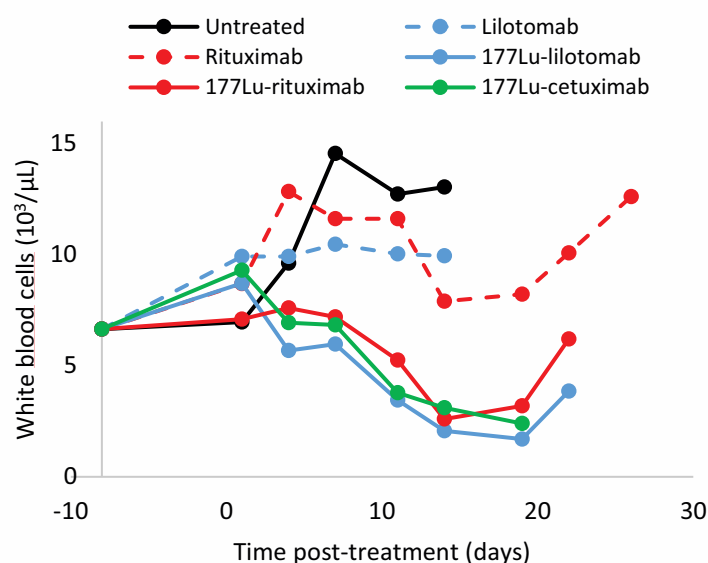 Untreated
Lilotomab
Rituximab
177Lu-lilotomab
177Lu-rituximab
177Lu-cetuximab
White blood cells (10³/µL)
15
10
5
0
-10
0
10
20
30
Time post-treatment (days)